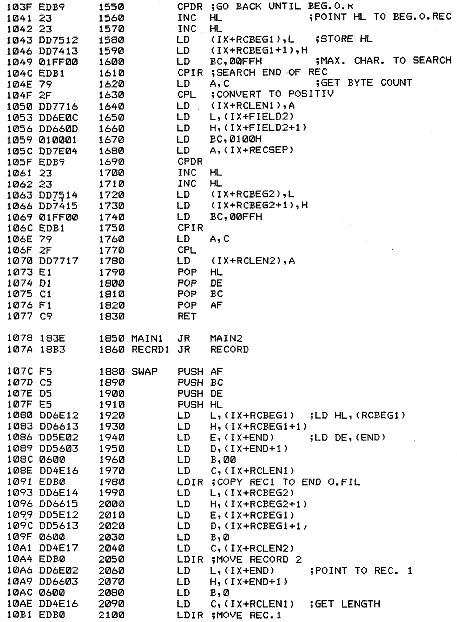 103F EDB9 1550 CPDR ;GO BACK UNTIL BEG.O.R
1041 23 1560 INC HL ;POINT HL TO BEG.O.REC
1042 23 1570 INC HL
1043 DD7512 1580 LD (IX+RCBEG1),L ;STORE HL
1046 DD7413 1590 LD (IX+RCBEG1+1),H
1049 01FF00 1600 LD BC,00FFH ;MAX. CHAR. TO SEARCH
104C EDB1 1610 CPIR ;SEARCH END OF REC
104E 79 1620 LD A,C ;GET BYTE COUNT
104F 2F 1630 CPL ;CONVERT TO POSITIV
1050 DD7716 1640 LD (IX+RCLEN1),A
1053 DD6E0C 1650 LD L,(IX+FIELD2)
1056 DD660D 1660 LD H,(IX+FIELD2+1)
1059 010001 1670 LD BC,0100H
105C DD7E04 1680 LD A,(IX+RECSEP)
105F EDB9 1690 CPDR
1061 23 1700 INC HL
1062 23 1710 INC HL
1063 DD7514 1720 LD (IX+RCBEG2),L
1066 DD7415 1730 LD (IX+RCBEG2+1),H
1069 01FF00 1740 LD BC,00FFH
106C EDB1 1750 CPIR
106E 79 1760 LD A,C
106F 2F 1770 CPL
1070 DD7717 1780 LD (IX+RCLEN2),A
1073 E1 1790 POP HL
1074 D1 1800 POP DE
1075 C1 1810 POP BC
1076 F1 1820 POP AF
1077 C9 1830 RET
1078 183E 1850 MAIN1 JR MAIN2
107A 18B3 1860 RECRD1 JR RECORD
107C F5 1880 SWAP PUSH AF
107D C5 1890 PUSH BC
107E D5 1900 PUSH DE
107F E5 1910 PUSH HL
1080 DD6E12 1920 LD L,(IX+RCBEG1) ;LD HL,(RCBEG1)
1083 DD6613 1930 LD H,(IX+RCBEG1+1)
1086 DD5E02 1940 LD E,(IX+END) ;LD DE,(END)
1089 DD5603 1950 LD D,(IX+END+1)
108C 0600 1960 LD B,00
108E DD4E16 1970 LD C,(IX+RCLEN1)
1091 EDB0 1980 LDIR ;COPY REC1 TO END O.FIL
1093 DD6E14 1990 LD L,(IX+RCBEG2)
1096 DD6615 2000 LD H,(IX+RCBEG2+1)
1099 DD5E12 2010 LD E,(IX+RCBEG1)
109C DD5613 2020 LD D,(IX+RCBEG1+1)
109F 0600 2030 LD B,0
10A1 DD4E17 2040 LD C,(IX+RCLEN2)
10A4 EDB0 2050 LDIR ;MOVE RECORD 2
10A6 DD6E02 2060 LD L,(IX+END) ;POINT TO REC. 1
10A9 DD6603 2070 LD H,(IX+END+1)
10AC 0600 2080 LD B,0
10AE DD4E16 2090 LD C,(IX+RCLEN1) ;GET LENGTH
10B1 EDB0 2100 LDIR ;MOVE REC.1